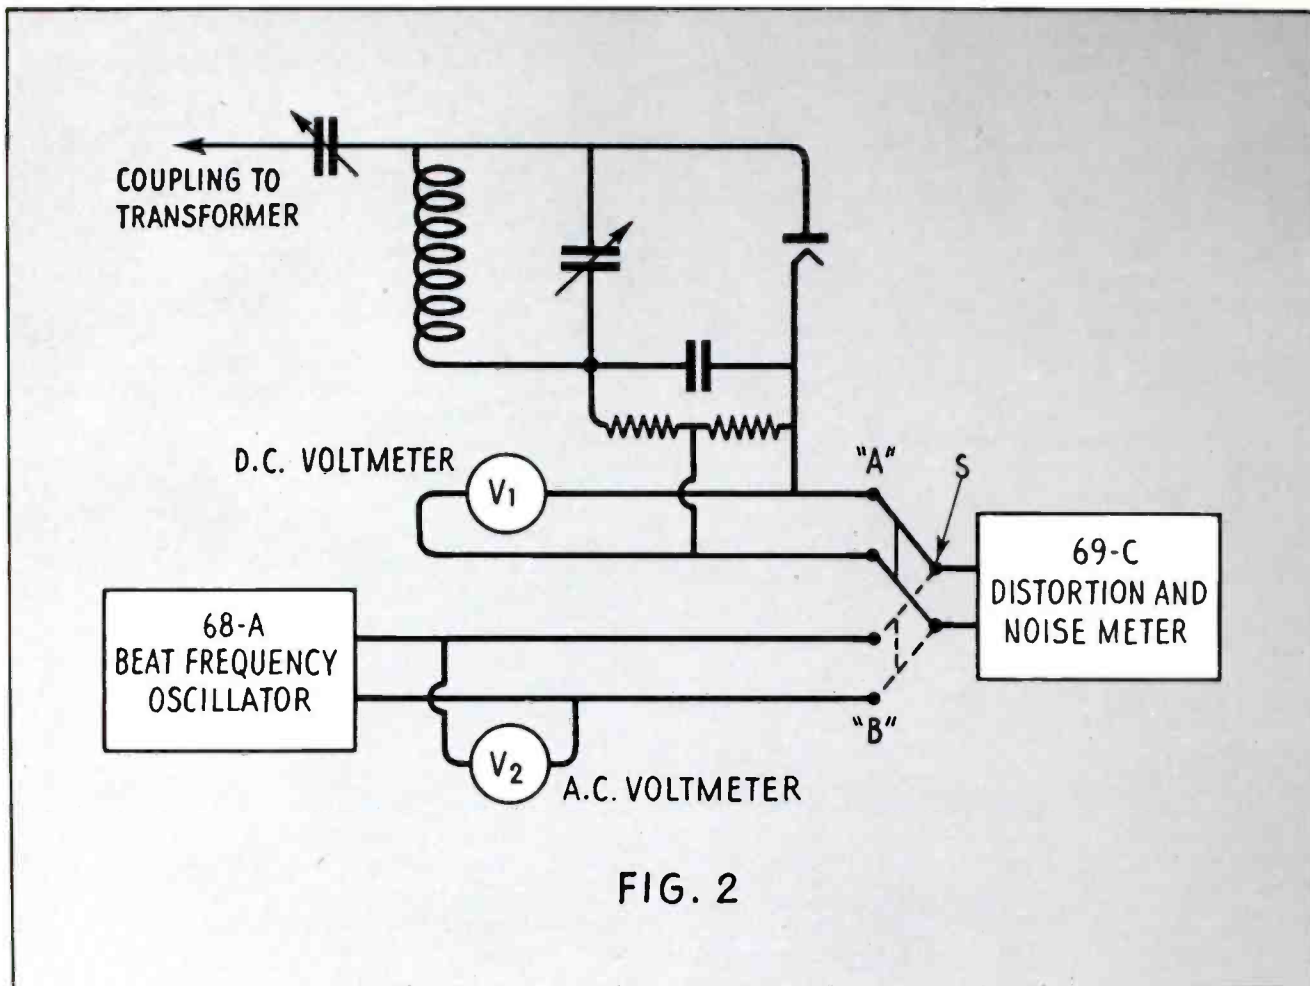 COUPLING TO
TRANSFORMER
D.C. VOLTMETER
V1
"A"
S
69-C
DISTORTION AND
NOISE METER
68-A
BEAT FREQUENCY
OSCILLATOR
"B"
V2
A.C. VOLTMETER
FIG. 2